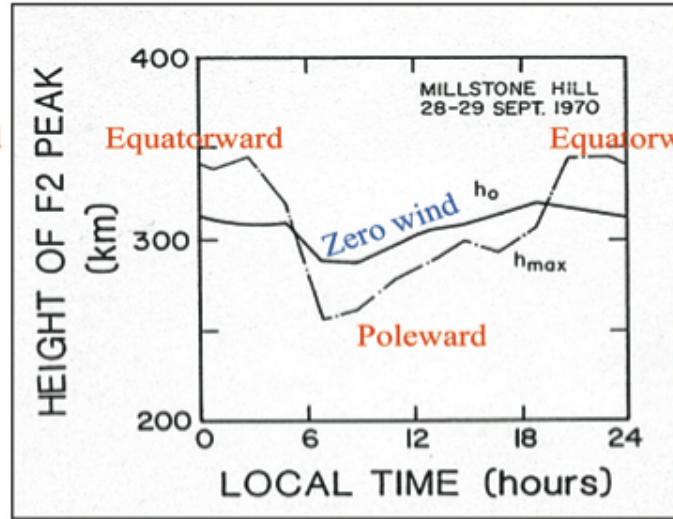 HEIGHT OF F2 PEAK
(km)
400
300
200
MILLSTONE HILL
28-29 SEPT. 1970
Equatorward
Equatorw
h₀
Zero wind
hmax
Poleward
0
6
12
18
24
LOCAL TIME (hours)